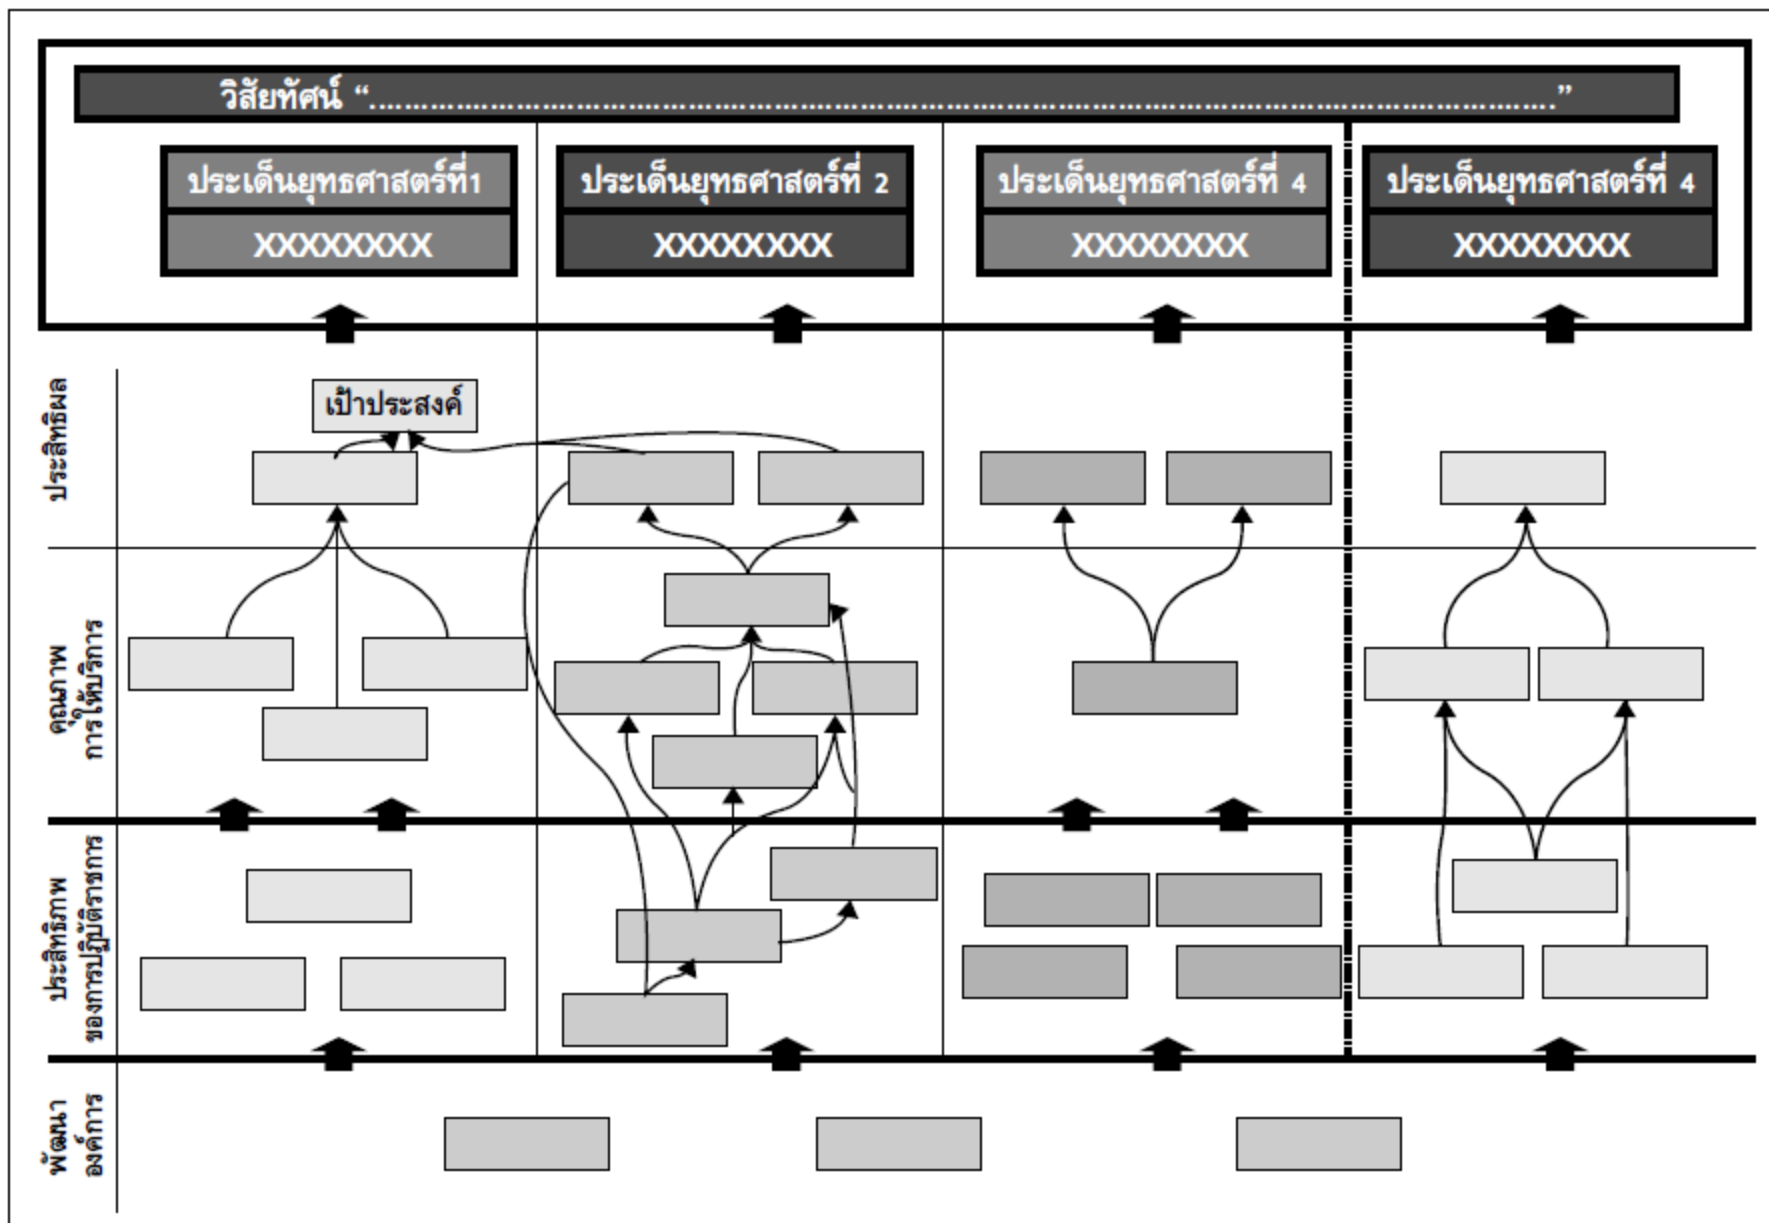 วิสัยทัศน์ “...........................................................................................................................”
ประเด็นยุทธศาสตร์ที่1
XXXXXXXX
ประเด็นยุทธศาสตร์ที่ 2
XXXXXXXX
ประเด็นยุทธศาสตร์ที่ 4
XXXXXXXX
ประเด็นยุทธศาสตร์ที่ 4
XXXXXXXX
ประสิทธิผล
เป้าประสงค์
คุณภาพ
การให้บริการ
ประสิทธิภาพ
ของการปฏิบัติราชการ
พัฒนา
องค์การ